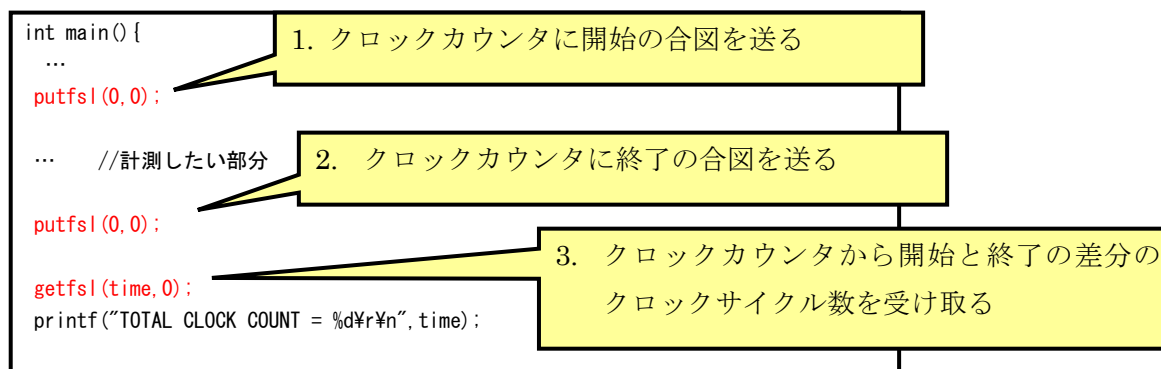 int main(){
1. クロックカウンタに開始の合図を送る
…
putfsl(0,0);
… //計測したい部分
2. クロックカウンタに終了の合図を送る
putfsl(0,0);
3. クロックカウンタから開始と終了の差分の
クロックサイクル数を受け取る
getfsl(time,0);
printf("TOTAL CLOCK COUNT = %d¥r¥n",time);